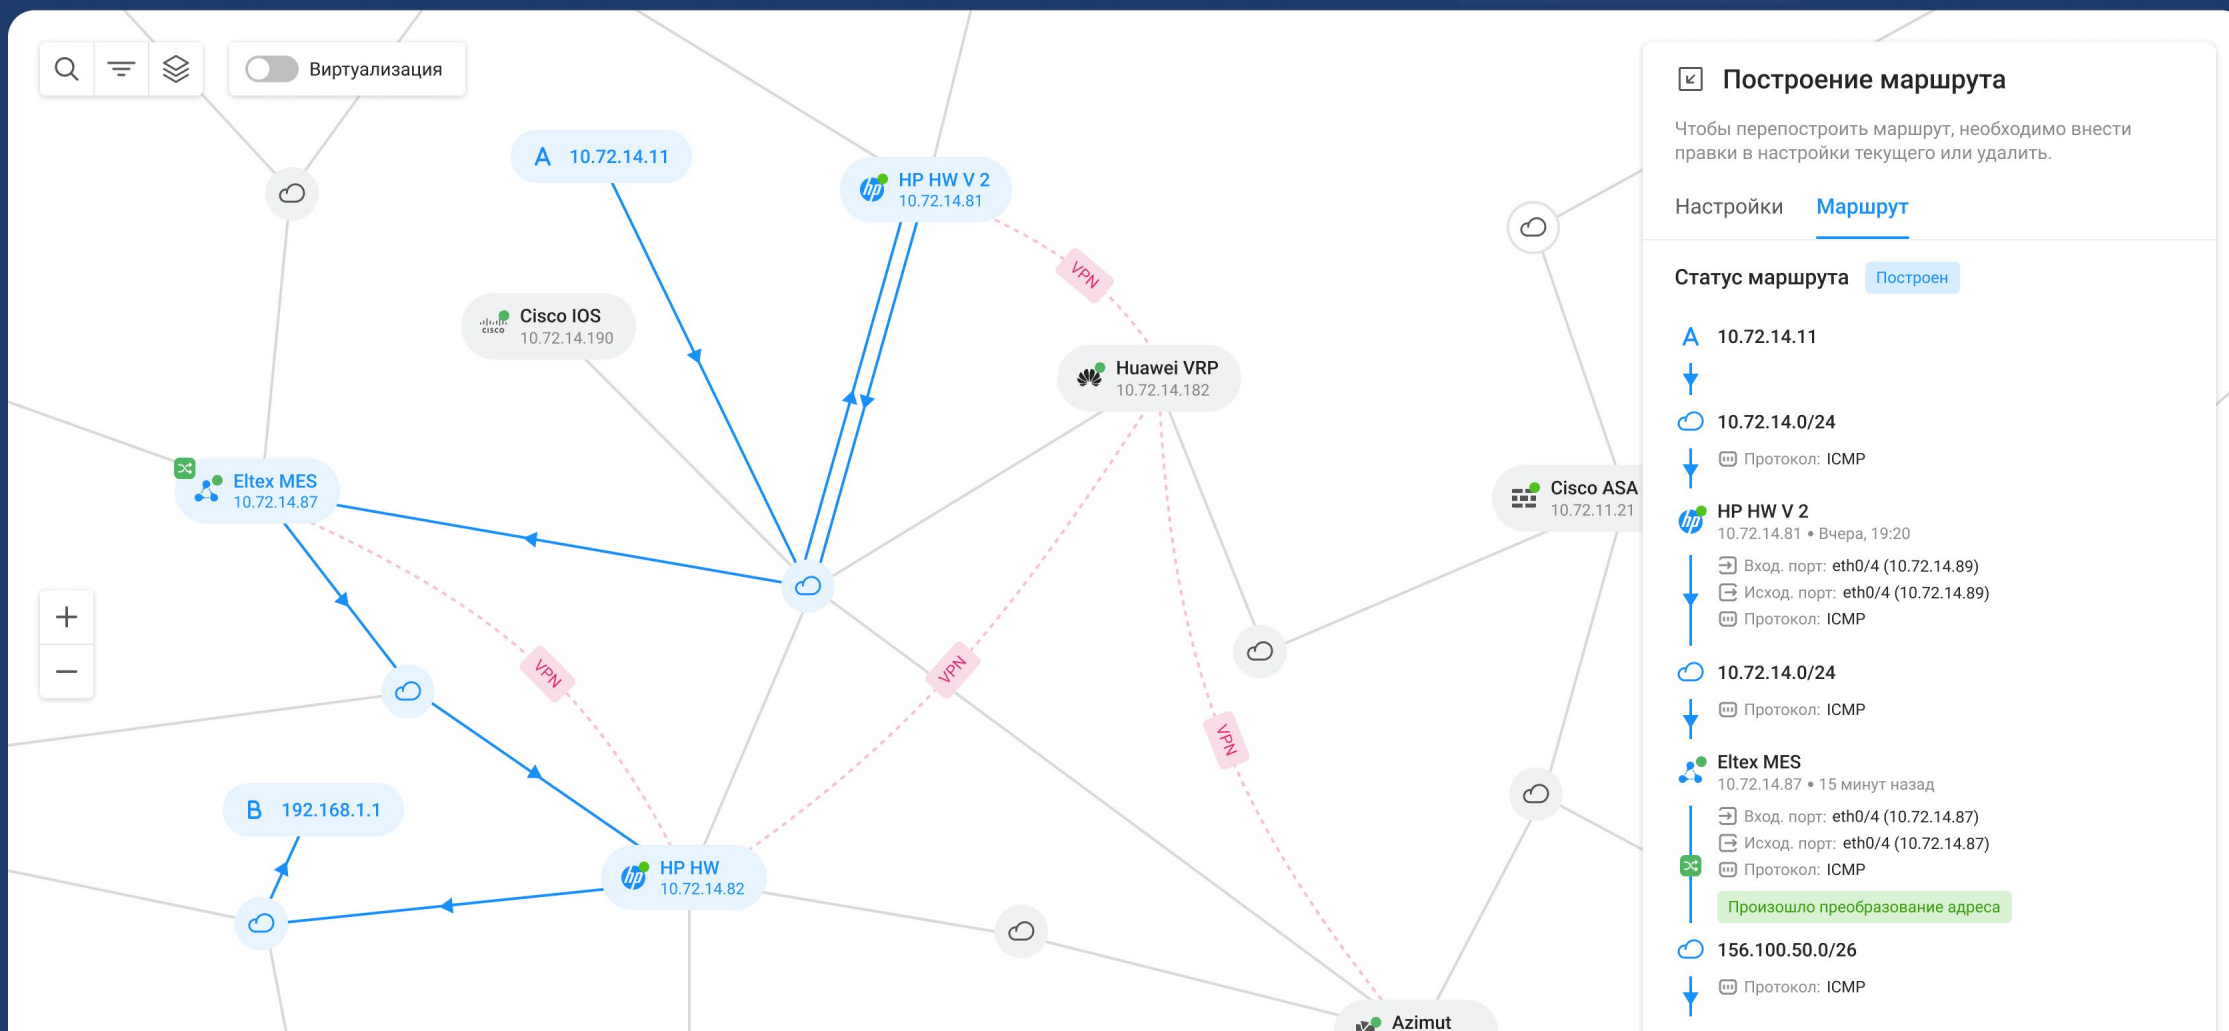 Виртуализация
A 10.72.14.11
hp
HP HW V 2
10.72.14.81
VPN
CISCO
Cisco IOS
10.72.14.190
Huawei VRP
10.72.14.182
Eltex MES
10.72.14.87
Cisco ASA
10.72.11.21
VPN
VPN
VPN
B 192.168.1.1
hp
HP HW
10.72.14.82
Azimut
Построение маршрута
Чтобы перепостроить маршрут, необходимо внести
правки в настройки текущего или удалить.
Настройки Маршрут
Статус маршрута Построен
A 10.72.14.11
10.72.14.0/24
Протокол: ICMP
hp
HP HW V 2
10.72.14.81 • Вчера, 19:20
Вход. порт: eth0/4 (10.72.14.89)
Исход. порт: eth0/4 (10.72.14.89)
Протокол: ICMP
10.72.14.0/24
Протокол: ICMP
Eltex MES
10.72.14.87 • 15 минут назад
Вход. порт: eth0/4 (10.72.14.87)
Исход. порт: eth0/4 (10.72.14.87)
Протокол: ICMP
Произошло преобразование адреса
156.100.50.0/26
Протокол: ICMP